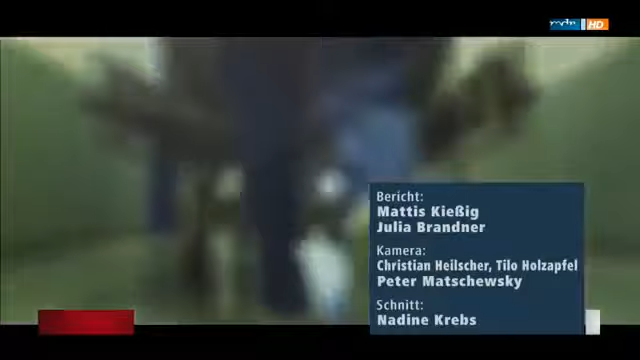 mdr HD
Bericht:
Mattis Kießig
Julia Brandner
Kamera:
Christian Heilscher, Tilo Holzapfel
Peter Matschewsky
Schnitt:
Nadine Krebs